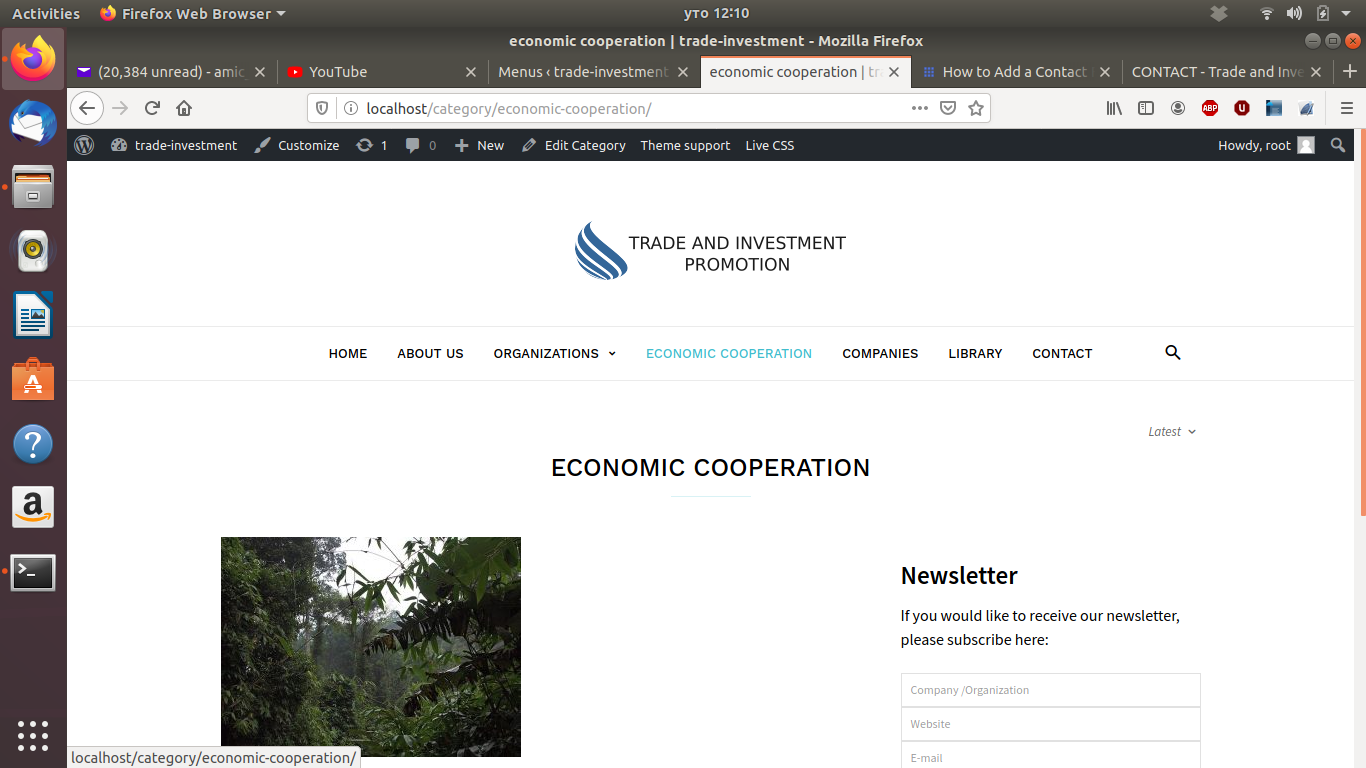 Activities Firefox Web Browser уто 12:10
economic cooperation | trade-investment - Mozilla Firefox
(20,384 unread) - amic YouTube Menus ‹ trade-investment economic cooperation | tra How to Add a Contact CONTACT - Trade and Inve
localhost/category/economic-cooperation/
ABP
trade-investment Customize 1 0 New Edit Category Theme support Live CSS Howdy, root
TRADE AND INVESTMENT
PROMOTION
HOME ABOUT US ORGANIZATIONS ECONOMIC COOPERATION COMPANIES LIBRARY CONTACT
Latest
ECONOMIC COOPERATION
Newsletter
If you would like to receive our newsletter,
please subscribe here:
Company /Organization
Website
E-mail
localhost/category/economic-cooperation/